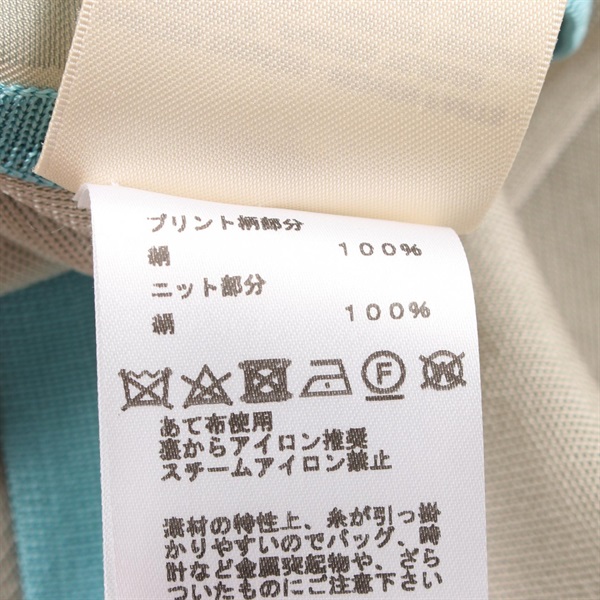 プリント柄部分
絹 100%
ニット部分
絹 100%
F
W
あて布使用
裏からアイロン推奨
スチームアイロン禁止
素材の特性上、糸が引っ掛
かりやすいのでバッグ、時
計など金属突起物や、ざら
ついたものにご注意下さい